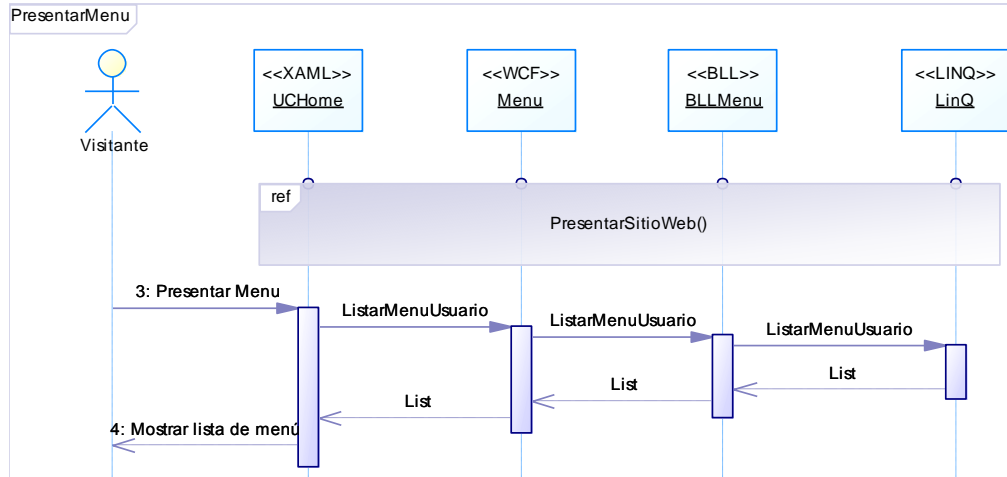 PresentarMenu
<<XAML>>
UCHome
<<WCF>>
Menu
<<BLL>>
BLLMenu
<<LINQ>>
LinQ
Visitante
ref
PresentarSitioWeb()
3: Presentar Menu
ListarMenuUsuario
ListarMenuUsuario
ListarMenuUsuario
List
List
List
4: Mostrar lista de menú